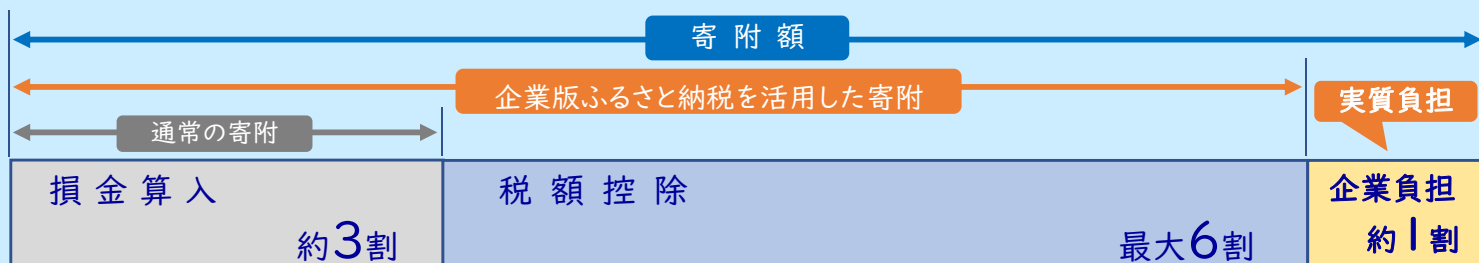 寄附額
企業版ふるさと納税を活用した寄附
実質負担
通常の寄附
損金算入
約3割
税額控除
最大6割
企業負担
約1割